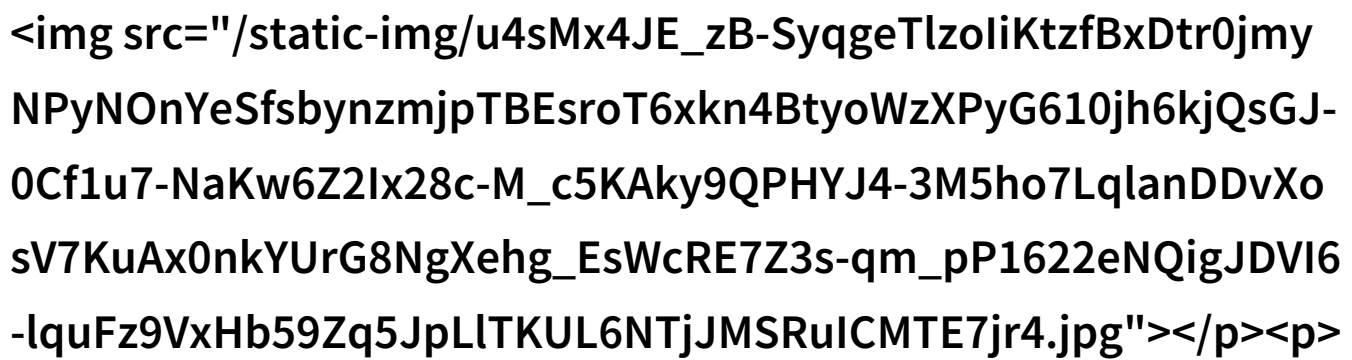 <img src="/static-img/u4sMx4JE_zB-SyqgeTlzoIiKtzfBxDtr0jmy
NPyNOnYeSfsbynzmjpTBEsroT6xkn4BtyoWzXPyG610jh6kjQsGJ-
0Cf1u7-NaKw6Z2Ix28c-M_c5KAky9QPHYJ4-3M5ho7LqlanDDvXo
sV7KuAx0nkYUrG8NgXehg_EsWcRE7Z3s-qm_pP1622eNQigJDVI6
-lquFz9VxHb59Zq5JpLlTKUL6NTjJMSRuICMTE7jr4.jpg"></p><p>